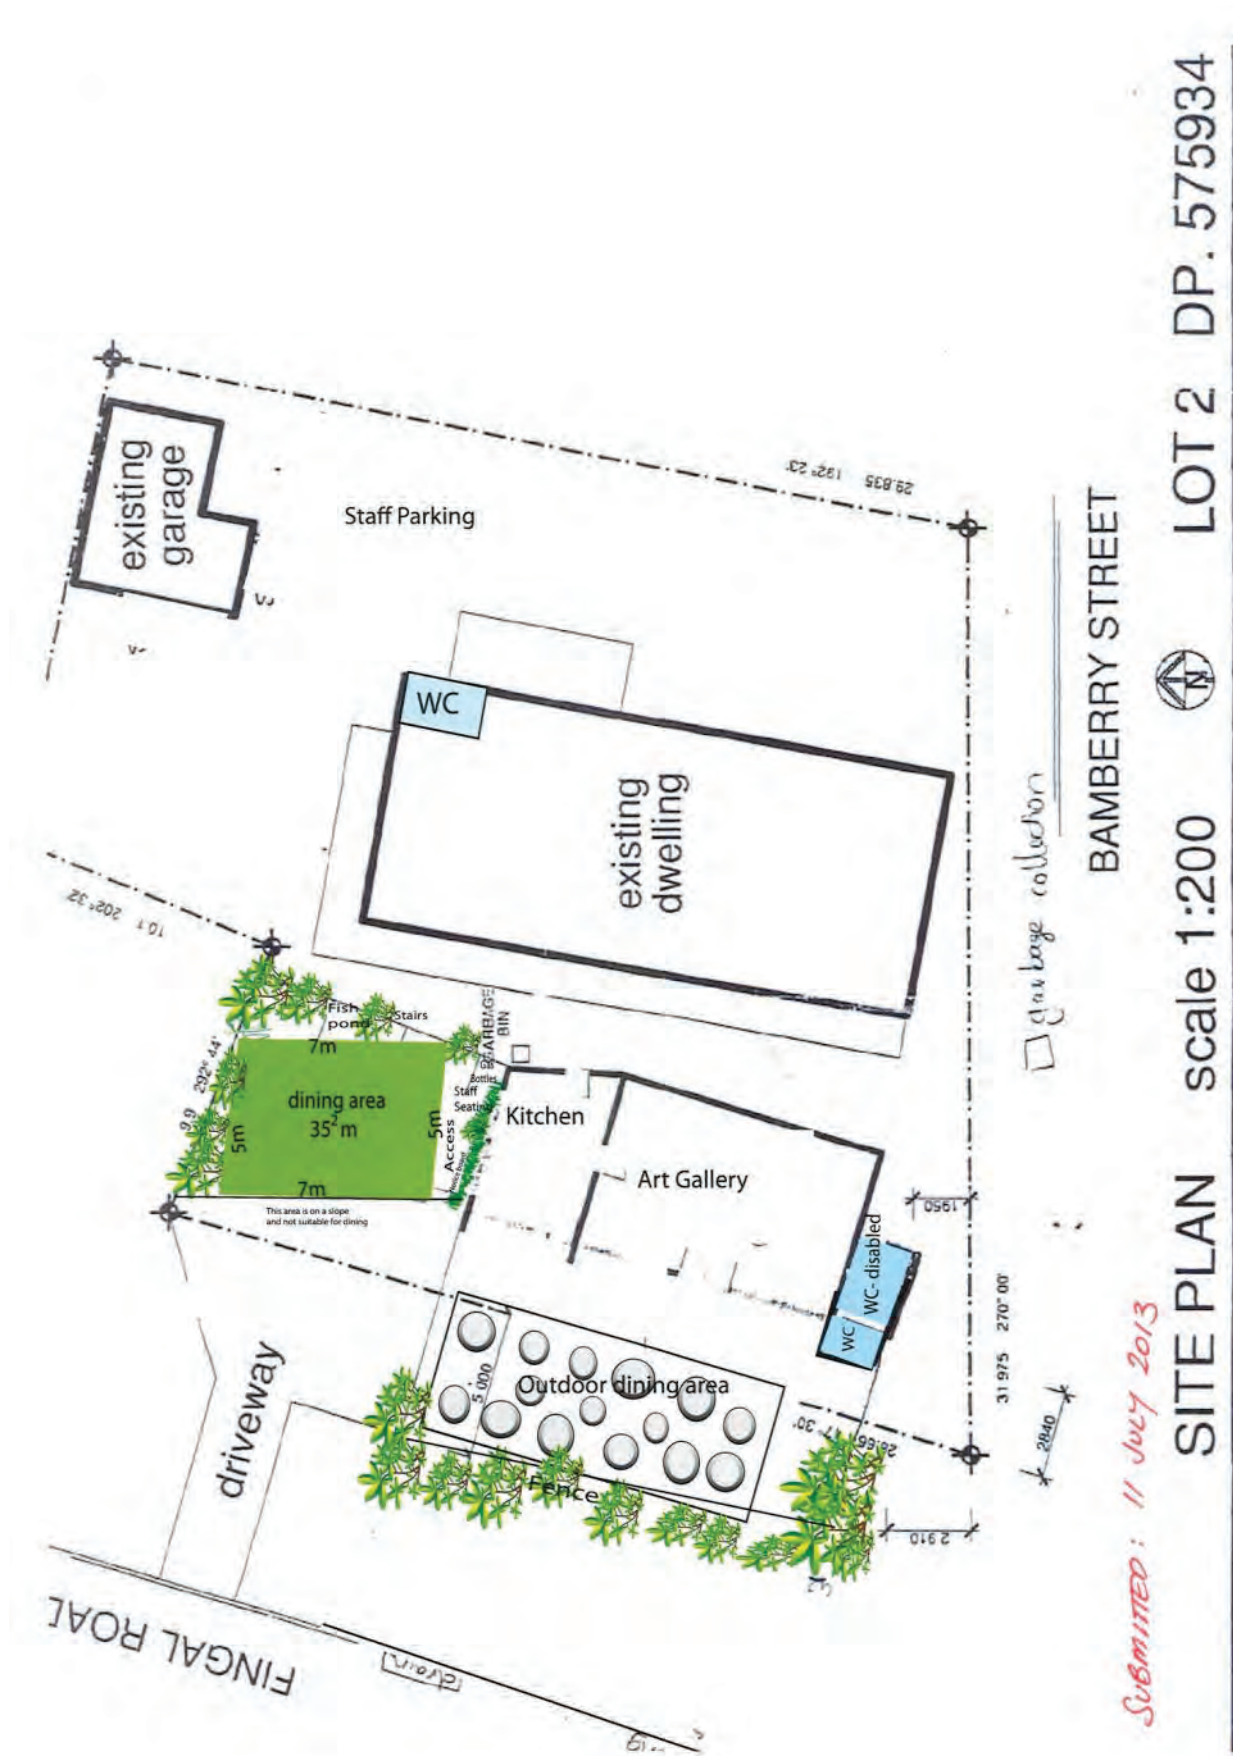 existing
garage
Staff Parking
192° 23'
29.835
WC
existing
dwelling
202° 32'
10.1
292° 44'
9.9
Fish
pond
Stairs
7m
dining area
35² m
5m
5m
7m
Access
GARBAGE
BIN
Bottles
Staff
Kitchen
Art Gallery
This area is on a slope
and not suitable for dining
driveway
5 000
Outdoor dining area
Fence
WC
WC- disabled
1950
31 975 270° 00'
2840
2910
FINGAL ROAD
drain
garbage collection
BAMBERRY STREET
N
SUBMITTED: 11 JULY 2013
SITE PLAN scale 1:200 LOT 2 DP. 575934